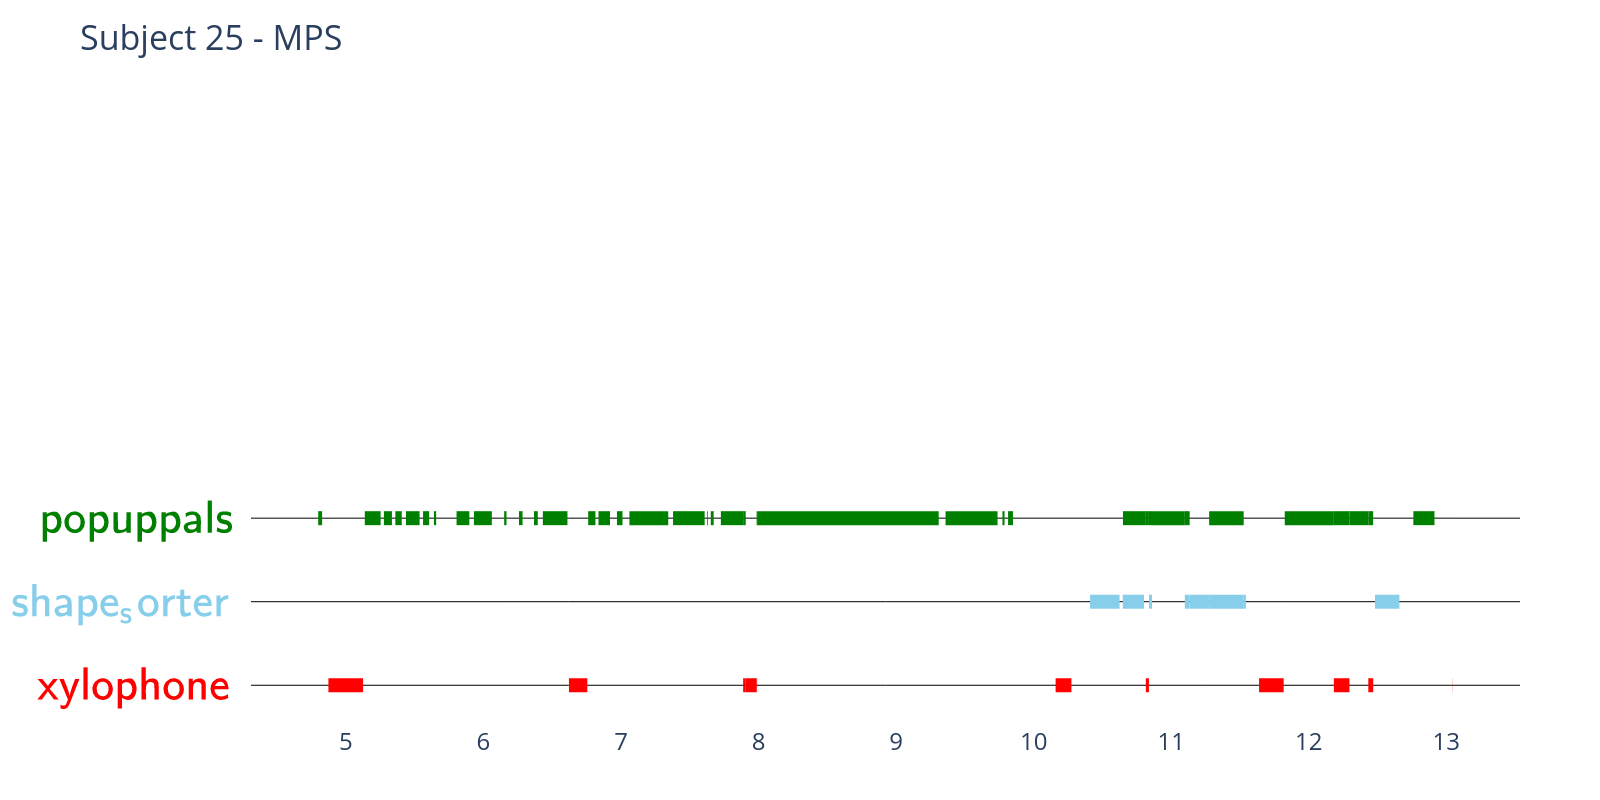 Subject 25 - MPS
popuppals
shapeₛorter
xylophone
5 6 7 8 9 10 11 12 13